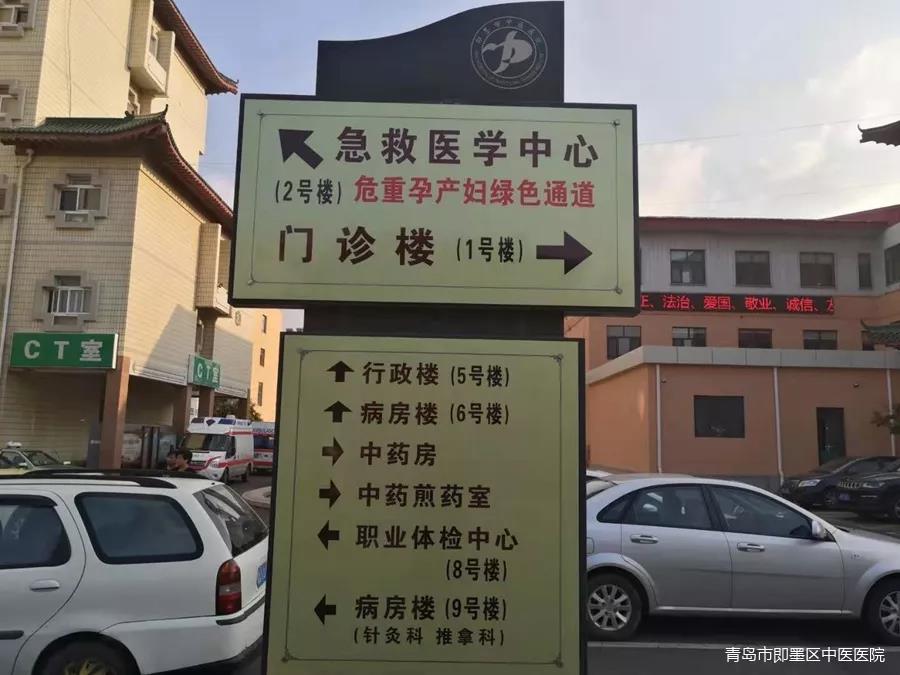 急救医学中心
(2号楼) 危重孕产妇绿色通道
门诊楼 (1号楼)
行政楼 (5号楼)
病房楼 (6号楼)
中药房
中药煎药室
职业体检中心
(8号楼)
病房楼 (9号楼)
(针灸科 推拿科)
CT室
CT室
正、法治、爱国、敬业、诚信、友
青岛市即墨区中医医院